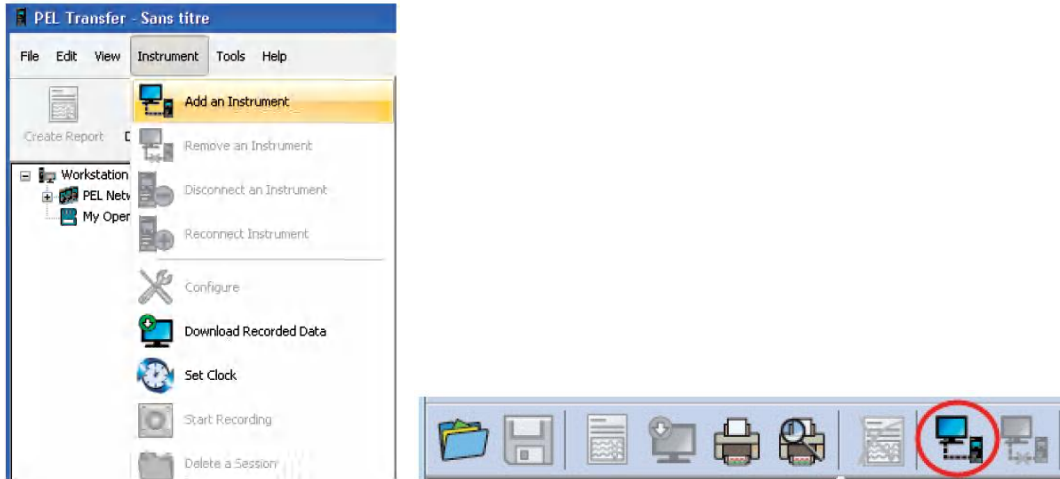 PEL Transfer - Sans titre
File Edit View Instrument Tools Help
Add an Instrument
Create Report D
Remove an Instrument
Workstation
PEL Netw
Disconnect an Instrument
My Oper
Reconnect Instrument
Configure
Download Recorded Data
Set Clock
Start Recording
Delete a Session